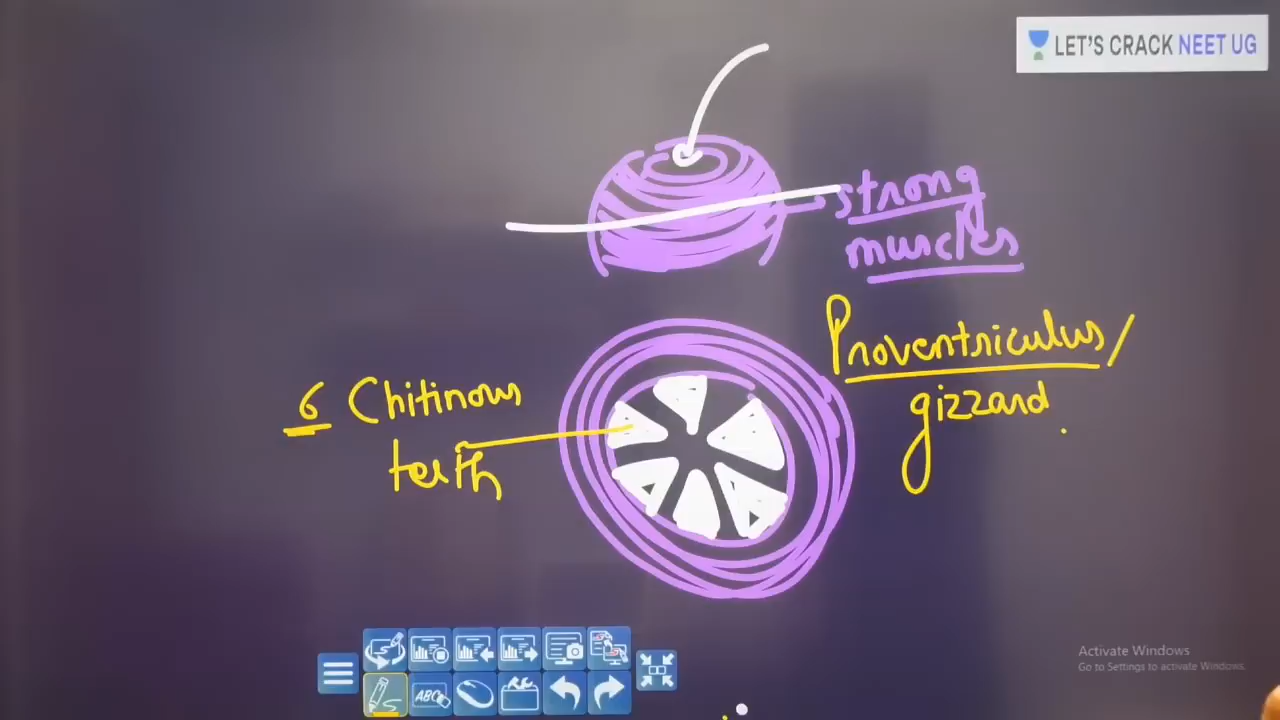 LET'S CRACK NEET UG
strong
muscles
Proventriculus/
gizzard
6 Chitinous
teeth
ABC
Activate Windows
Go to Settings to activate Windows.